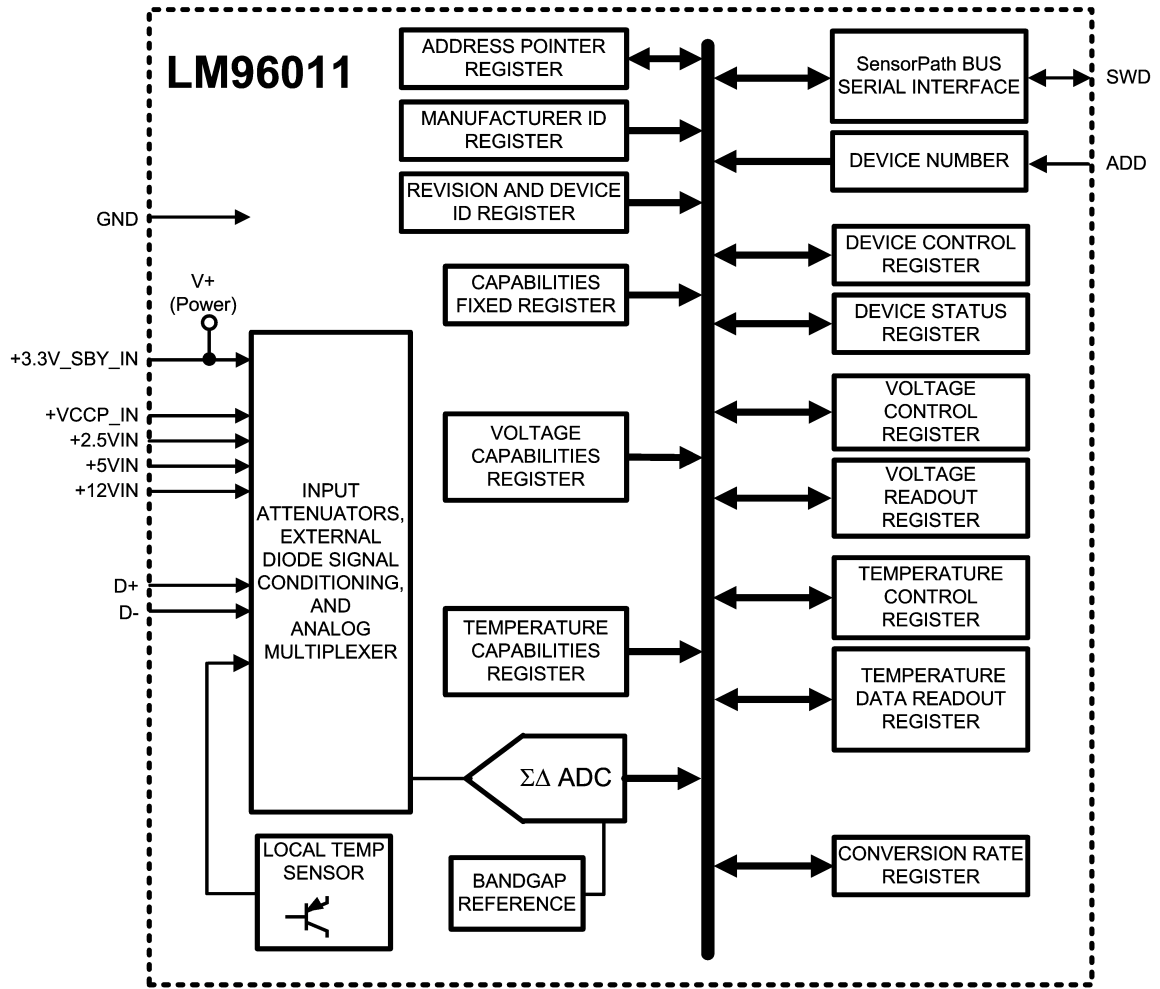 LM96011
GND
V+
(Power)
+3.3V_SBY_IN
+VCCP_IN
+2.5VIN
+5VIN
+12VIN
D+
D-
INPUT
ATTENUATORS,
EXTERNAL
DIODE SIGNAL
CONDITIONING,
AND
ANALOG
MULTIPLEXER
LOCAL TEMP
SENSOR
ADDRESS POINTER
REGISTER
MANUFACTURER ID
REGISTER
REVISION AND DEVICE
ID REGISTER
CAPABILITIES
FIXED REGISTER
VOLTAGE
CAPABILITIES
REGISTER
TEMPERATURE
CAPABILITIES
REGISTER
ΣΔ ADC
BANDGAP
REFERENCE
SensorPath BUS
SERIAL INTERFACE
SWD
DEVICE NUMBER
ADD
DEVICE CONTROL
REGISTER
DEVICE STATUS
REGISTER
VOLTAGE
CONTROL
REGISTER
VOLTAGE
READOUT
REGISTER
TEMPERATURE
CONTROL
REGISTER
TEMPERATURE
DATA READOUT
REGISTER
CONVERSION RATE
REGISTER